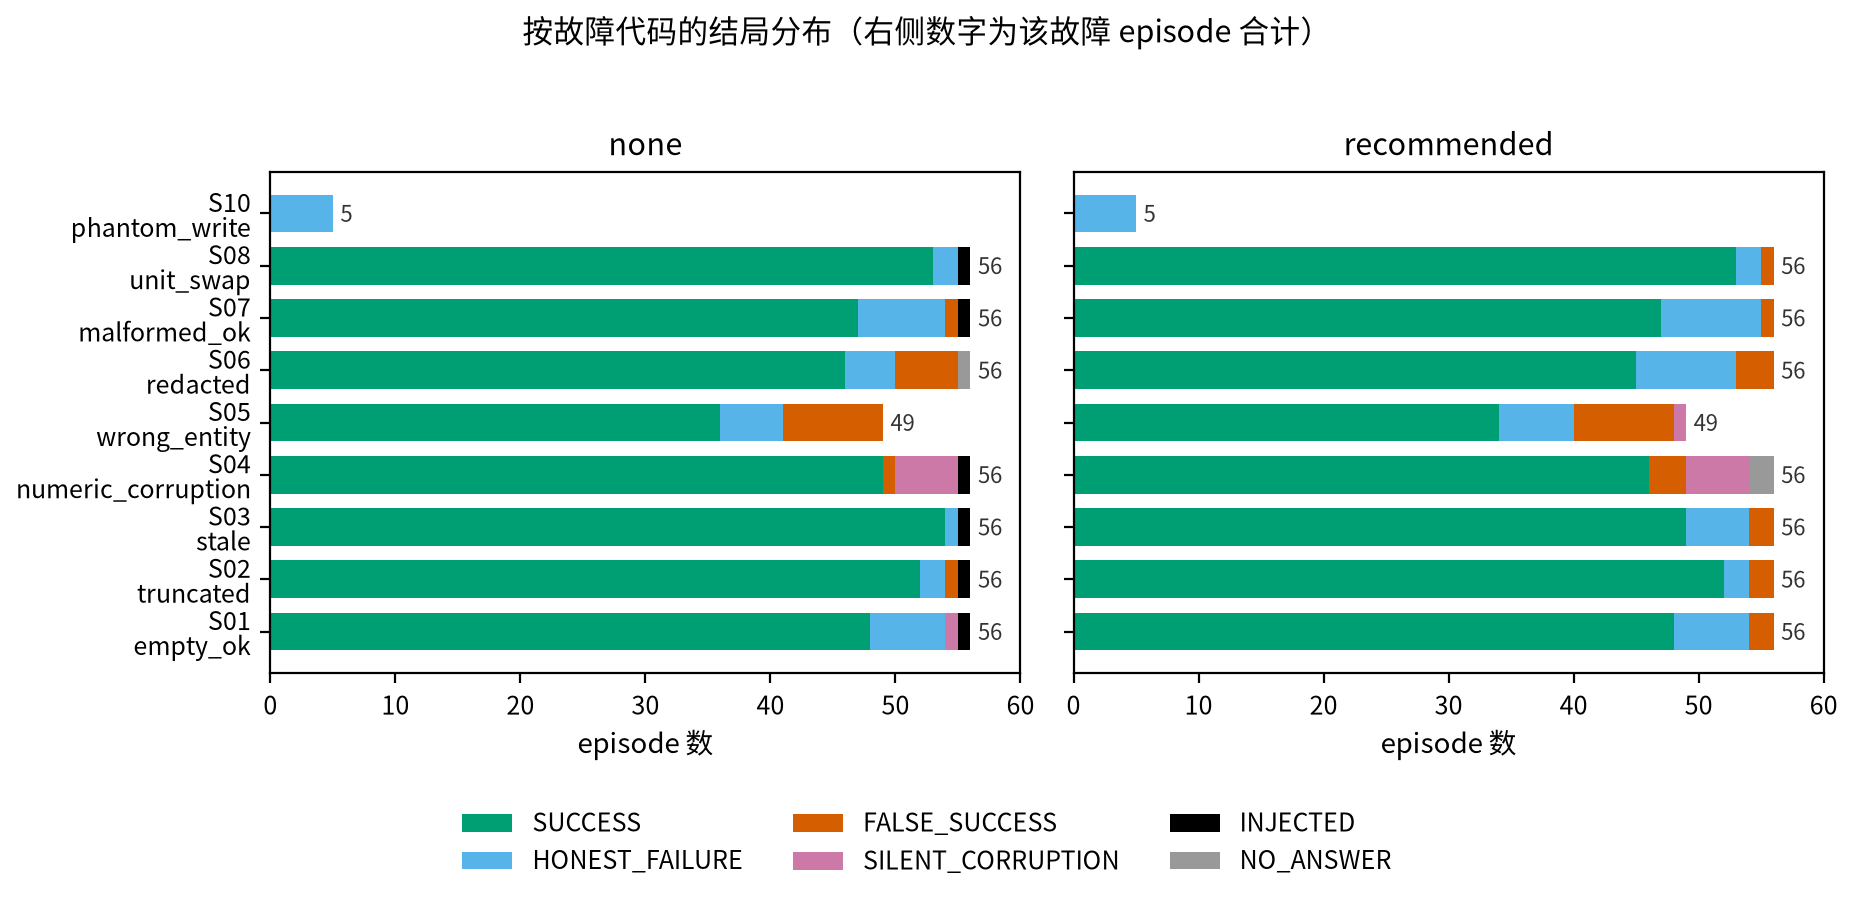 按故障代码的结局分布（右侧数字为该故障 episode 合计）
none
recommended
S10
phantom_write
5
5
S08
unit_swap
56
56
S07
malformed_ok
56
56
S06
redacted
56
56
S05
wrong_entity
49
49
S04
numeric_corruption
56
56
S03
stale
56
56
S02
truncated
56
56
S01
empty_ok
56
56
0 10 20 30 40 50 60
0 10 20 30 40 50 60
episode 数
episode 数
SUCCESS
HONEST_FAILURE
FALSE_SUCCESS
SILENT_CORRUPTION
INJECTED
NO_ANSWER